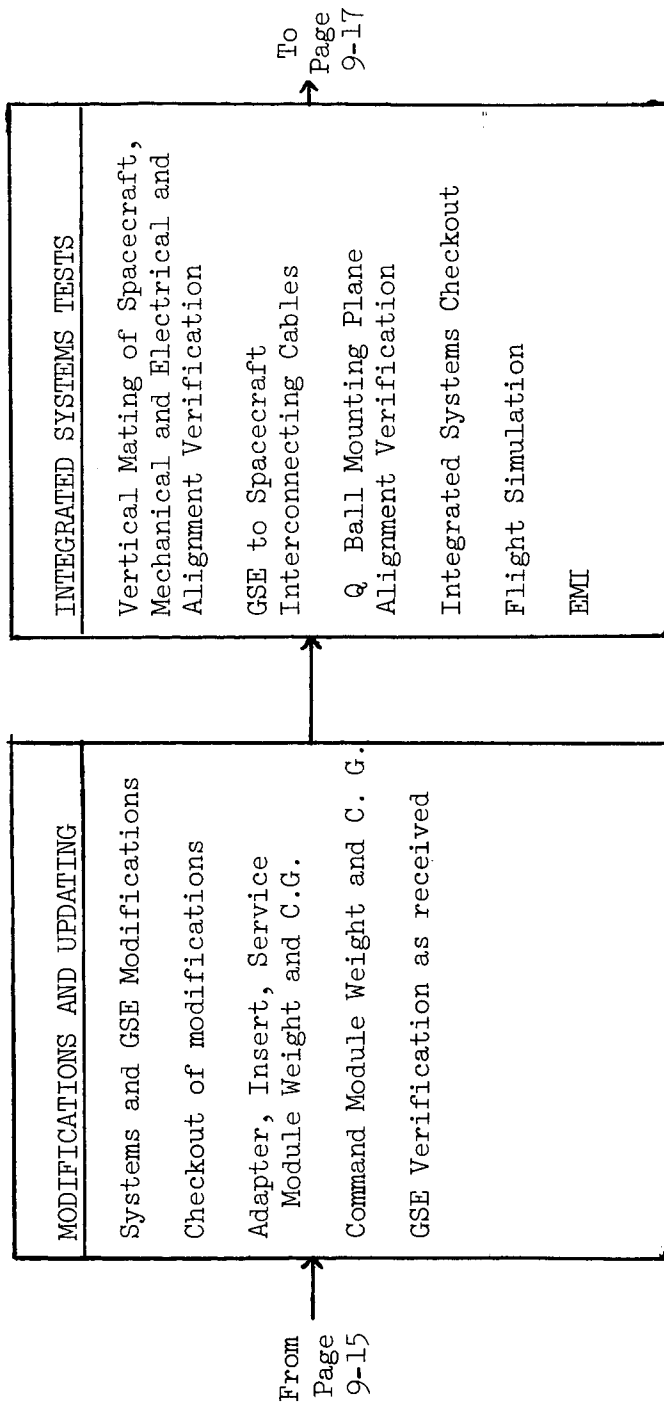 From
Page
9-15
MODIFICATIONS AND UPDATING
Systems and GSE Modifications
Checkout of modifications
Adapter, Insert, Service
Module Weight and C.G.
Command Module Weight and C. G.
GSE Verification as received
INTEGRATED SYSTEMS TESTS
Vertical Mating of Spacecraft,
Mechanical and Electrical and
Alignment Verification
GSE to Spacecraft
Interconnecting Cables
Q Ball Mounting Plane
Alignment Verification
Integrated Systems Checkout
Flight Simulation
EMI
To
Page
9-17